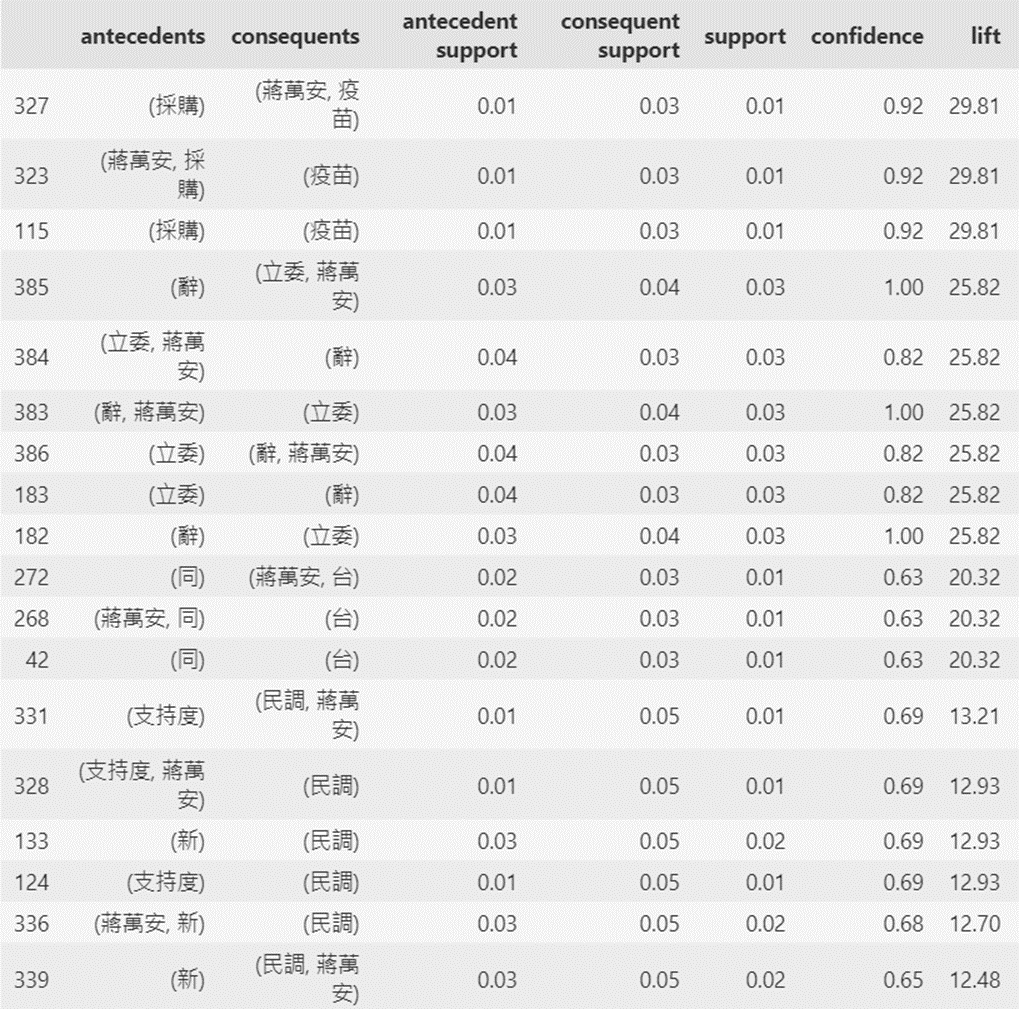 antecedents consequents antecedent support consequent support support confidence lift
327 (採購) (蔣萬安, 疫苗) 0.01 0.03 0.01 0.92 29.81
323 (蔣萬安, 採購) (疫苗) 0.01 0.03 0.01 0.92 29.81
115 (採購) (疫苗) 0.01 0.03 0.01 0.92 29.81
385 (辭) (立委, 蔣萬安) 0.03 0.04 0.03 1.00 25.82
384 (立委, 蔣萬安) (辭) 0.04 0.03 0.03 0.82 25.82
383 (辭, 蔣萬安) (立委) 0.03 0.04 0.03 1.00 25.82
386 (立委) (辭, 蔣萬安) 0.04 0.03 0.03 0.82 25.82
183 (立委) (辭) 0.04 0.03 0.03 0.82 25.82
182 (辭) (立委) 0.03 0.04 0.03 1.00 25.82
272 (同) (蔣萬安, 台) 0.02 0.03 0.01 0.63 20.32
268 (蔣萬安, 同) (台) 0.02 0.03 0.01 0.63 20.32
42 (同) (台) 0.02 0.03 0.01 0.63 20.32
331 (支持度) (民調, 蔣萬安) 0.01 0.05 0.01 0.69 13.21
328 (支持度, 蔣萬安) (民調) 0.01 0.05 0.01 0.69 12.93
133 (新) (民調) 0.03 0.05 0.02 0.69 12.93
124 (支持度) (民調) 0.01 0.05 0.01 0.69 12.93
336 (蔣萬安, 新) (民調) 0.03 0.05 0.02 0.68 12.70
339 (新) (民調, 蔣萬安) 0.03 0.05 0.02 0.65 12.48